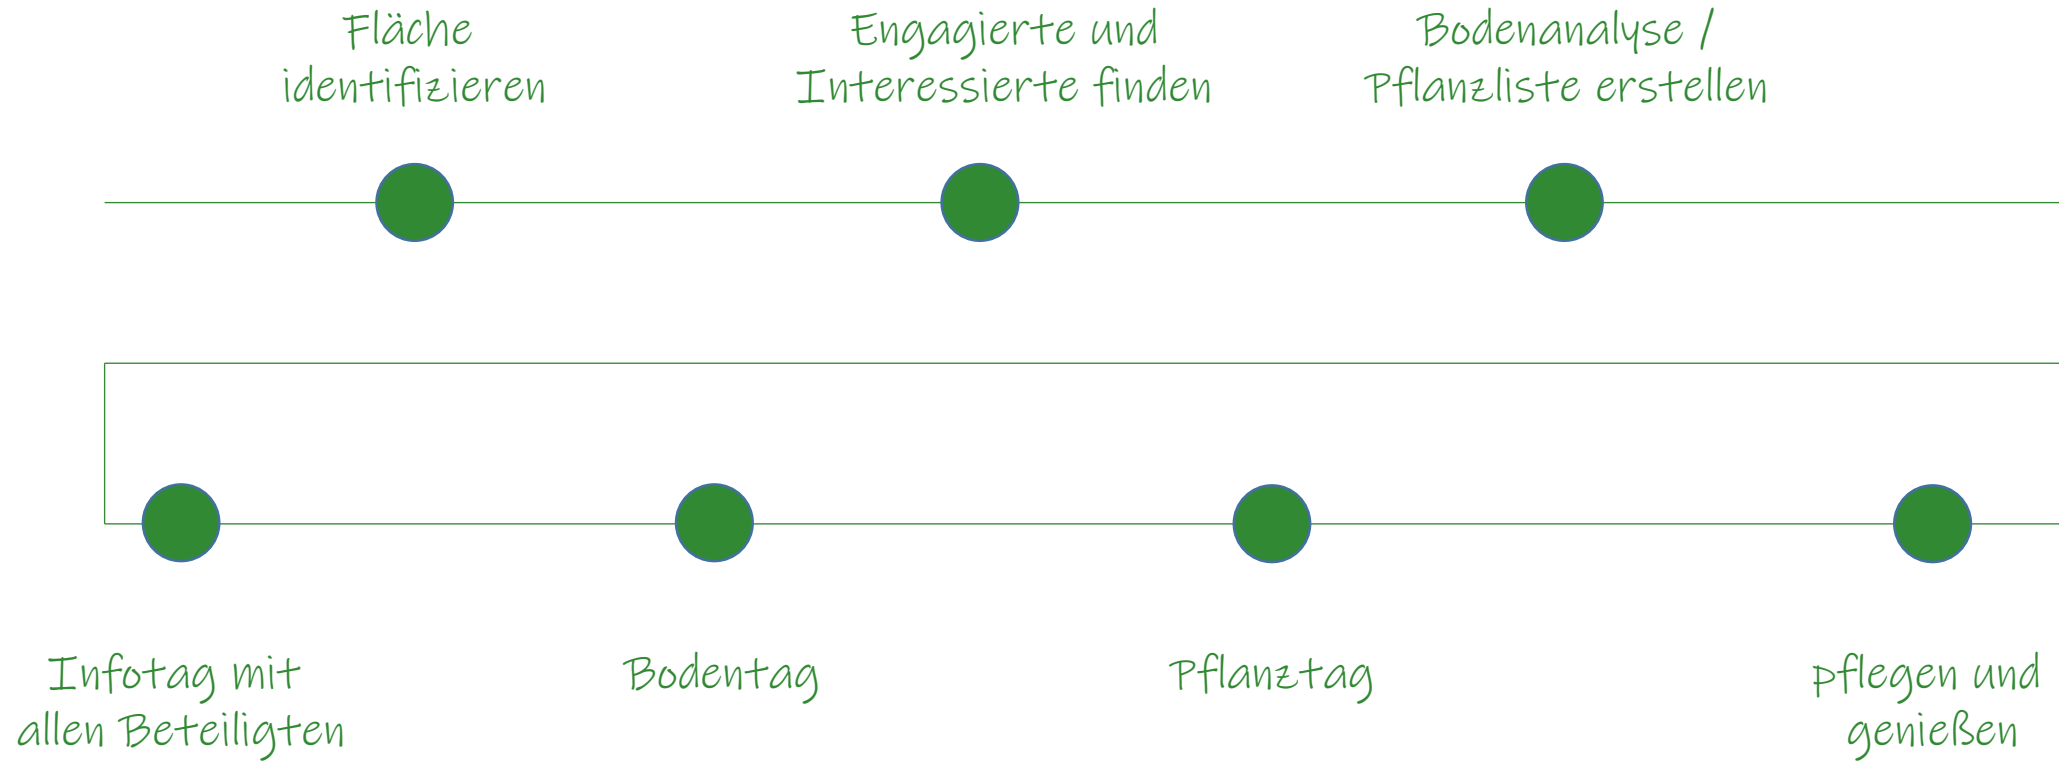 Fläche
identifizieren
Engagierte und
Interessierte finden
Bodenanalyse /
Pflanzliste erstellen
Infotag mit
allen Beteiligten
Bodentag
Pflanztag
pflegen und
genießen